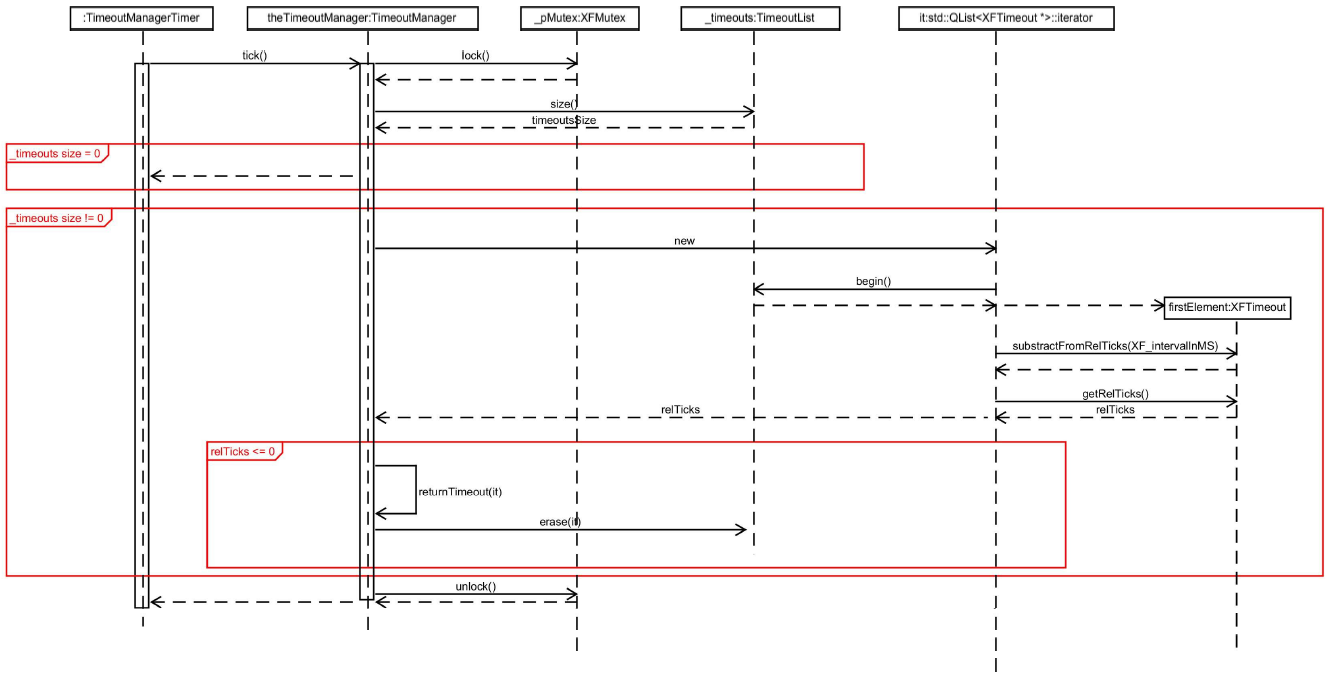 :TimeoutManagerTimer
theTimeoutManager:TimeoutManager
_pMutex:XFMutex
_timeouts:TimeoutList
it:std::QList<XFTimeout *>::iterator
tick()
lock()
size()
timeoutsSize
_timeouts size = 0
_timeouts size != 0
new
begin()
firstElement:XFTimeout
substractFromRelTicks(XF_intervalInMS)
getRelTicks()
relTicks
relTicks
relTicks <= 0
returnTimeout(it)
erase(it)
unlock()